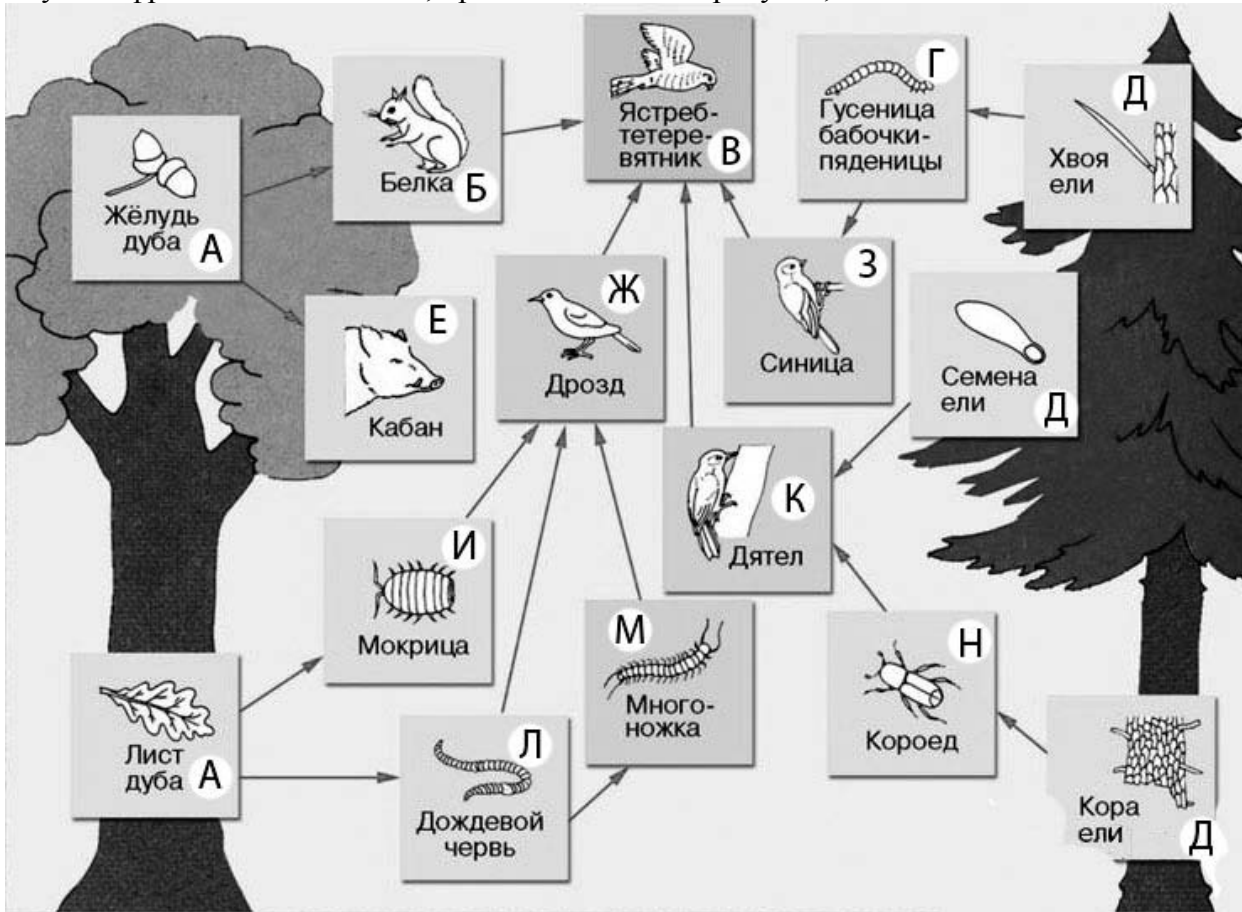 Жёлудь
дуба
А
Белка
Б
Ястреб-
тетере-
вятник
В
Г
Гусеница
бабочки-
пяденицы
Д
Хвоя
ели
Е
Кабан
Ж
Дрозд
З
Синица
Семена
ели
Д
И
Мокрица
К
Дятел
Лист
дуба
А
Л
Дождевой
червь
М
Много-
ножка
Н
Короед
Кора
ели
Д